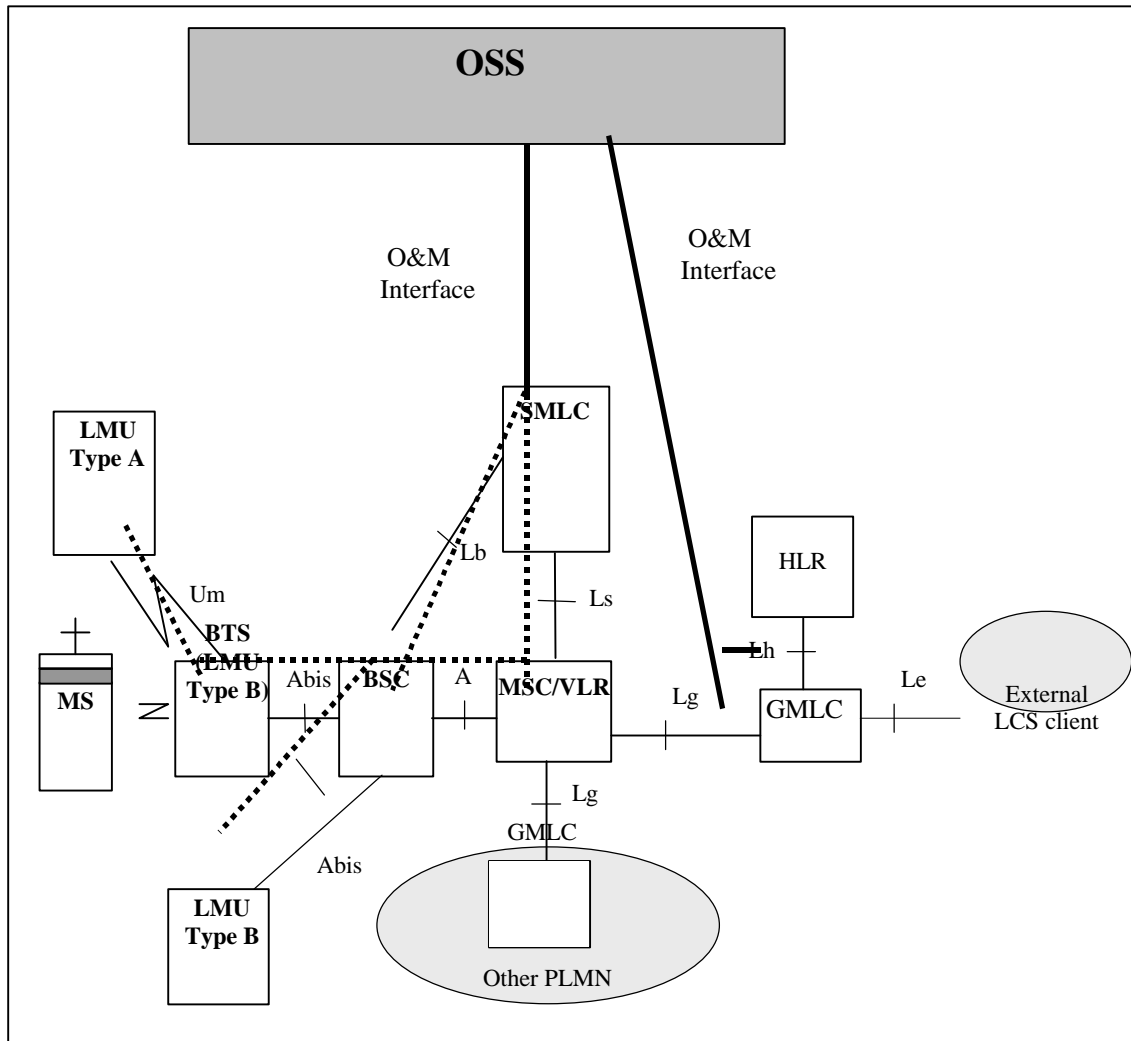 OSS
O&M
Interface
O&M
Interface
SMLC
LMU
Type A
Lb
HLR
Um
Ls
BTS
(LMU
Type B)
Abis
BSC
A
MSC/VLR
Lg
Lh
Le
MS
GMLC
External
LCS client
Lg
GMLC
Abis
LMU
Type B
Other PLMN